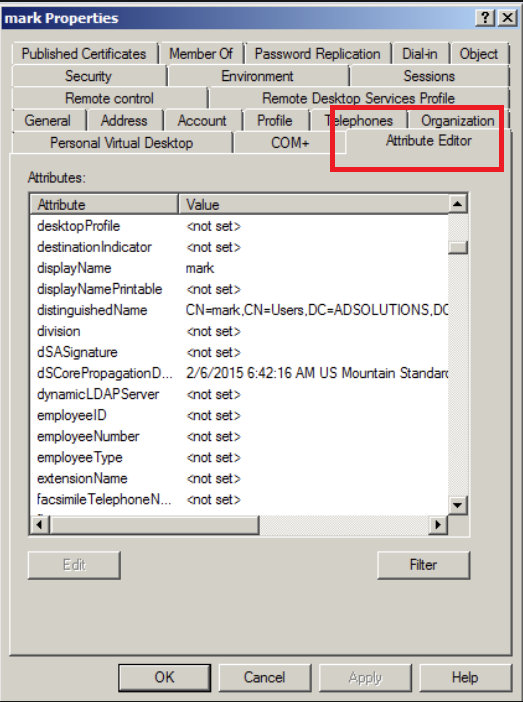 mark Properties
Published Certificates Member Of Password Replication Dial-in Object
Security Environment Sessions
Remote control Remote Desktop Services Profile
General Address Account Profile Telephones Organization
Personal Virtual Desktop COM+ Attribute Editor
Attributes:
Attribute Value
desktopProfile <not set>
destinationIndicator <not set>
displayName mark
displayNamePrintable <not set>
distinguishedName CN=mark,CN=Users,DC=ADSOLUTIONS,DC
division <not set>
dSASignature <not set>
dSCorePropagationD... 2/6/2015 6:42:16 AM US Mountain Standard
dynamicLDAPServer <not set>
employeeID <not set>
employeeNumber <not set>
employeeType <not set>
extensionName <not set>
facsimileTelephoneN... <not set>
Edit Filter
OK Cancel Apply Help